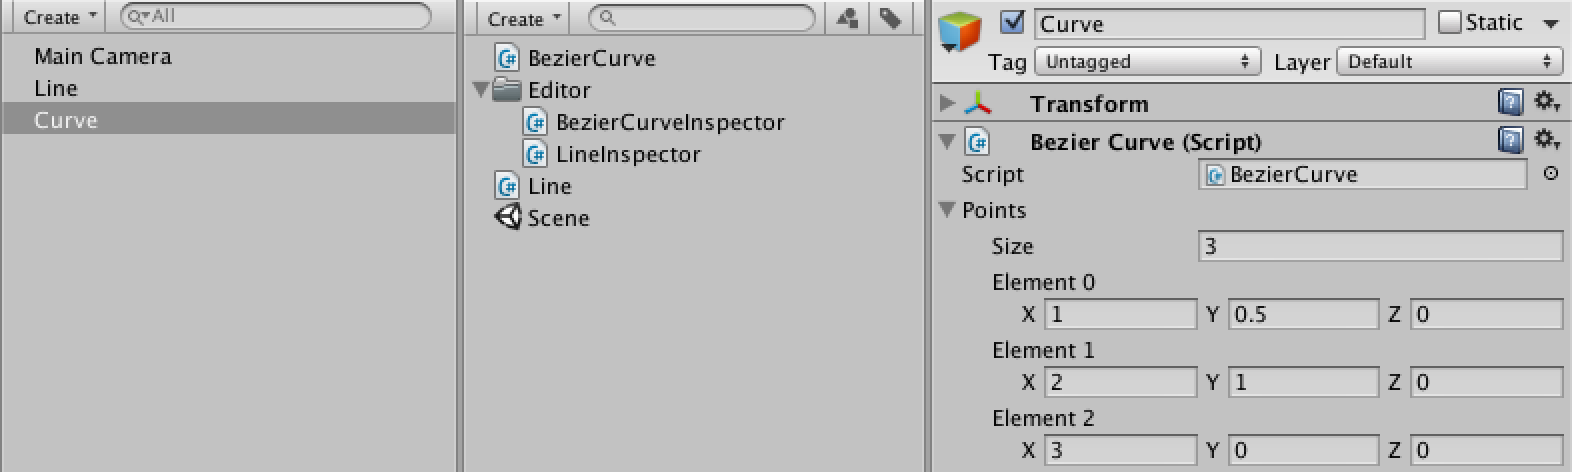 Create
All
Main Camera
Line
Curve
Create
C# BezierCurve
Editor
C# BezierCurveInspector
C# LineInspector
C# Line
Scene
Curve
Static
Tag Untagged Layer Default
Transform ?
C# Bezier Curve (Script) ?
Script C# BezierCurve
Points
Size 3
Element 0
X 1 Y 0.5 Z 0
Element 1
X 2 Y 1 Z 0
Element 2
X 3 Y 0 Z 0